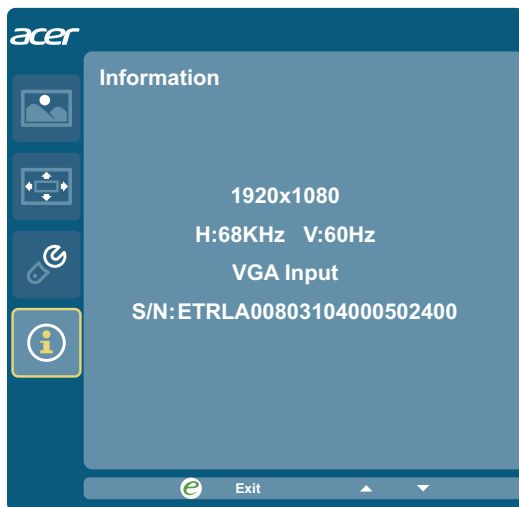 acer
Information
1920x1080
H:68KHz V:60Hz
VGA Input
S/N:ETRLA00803104000502400
e Exit